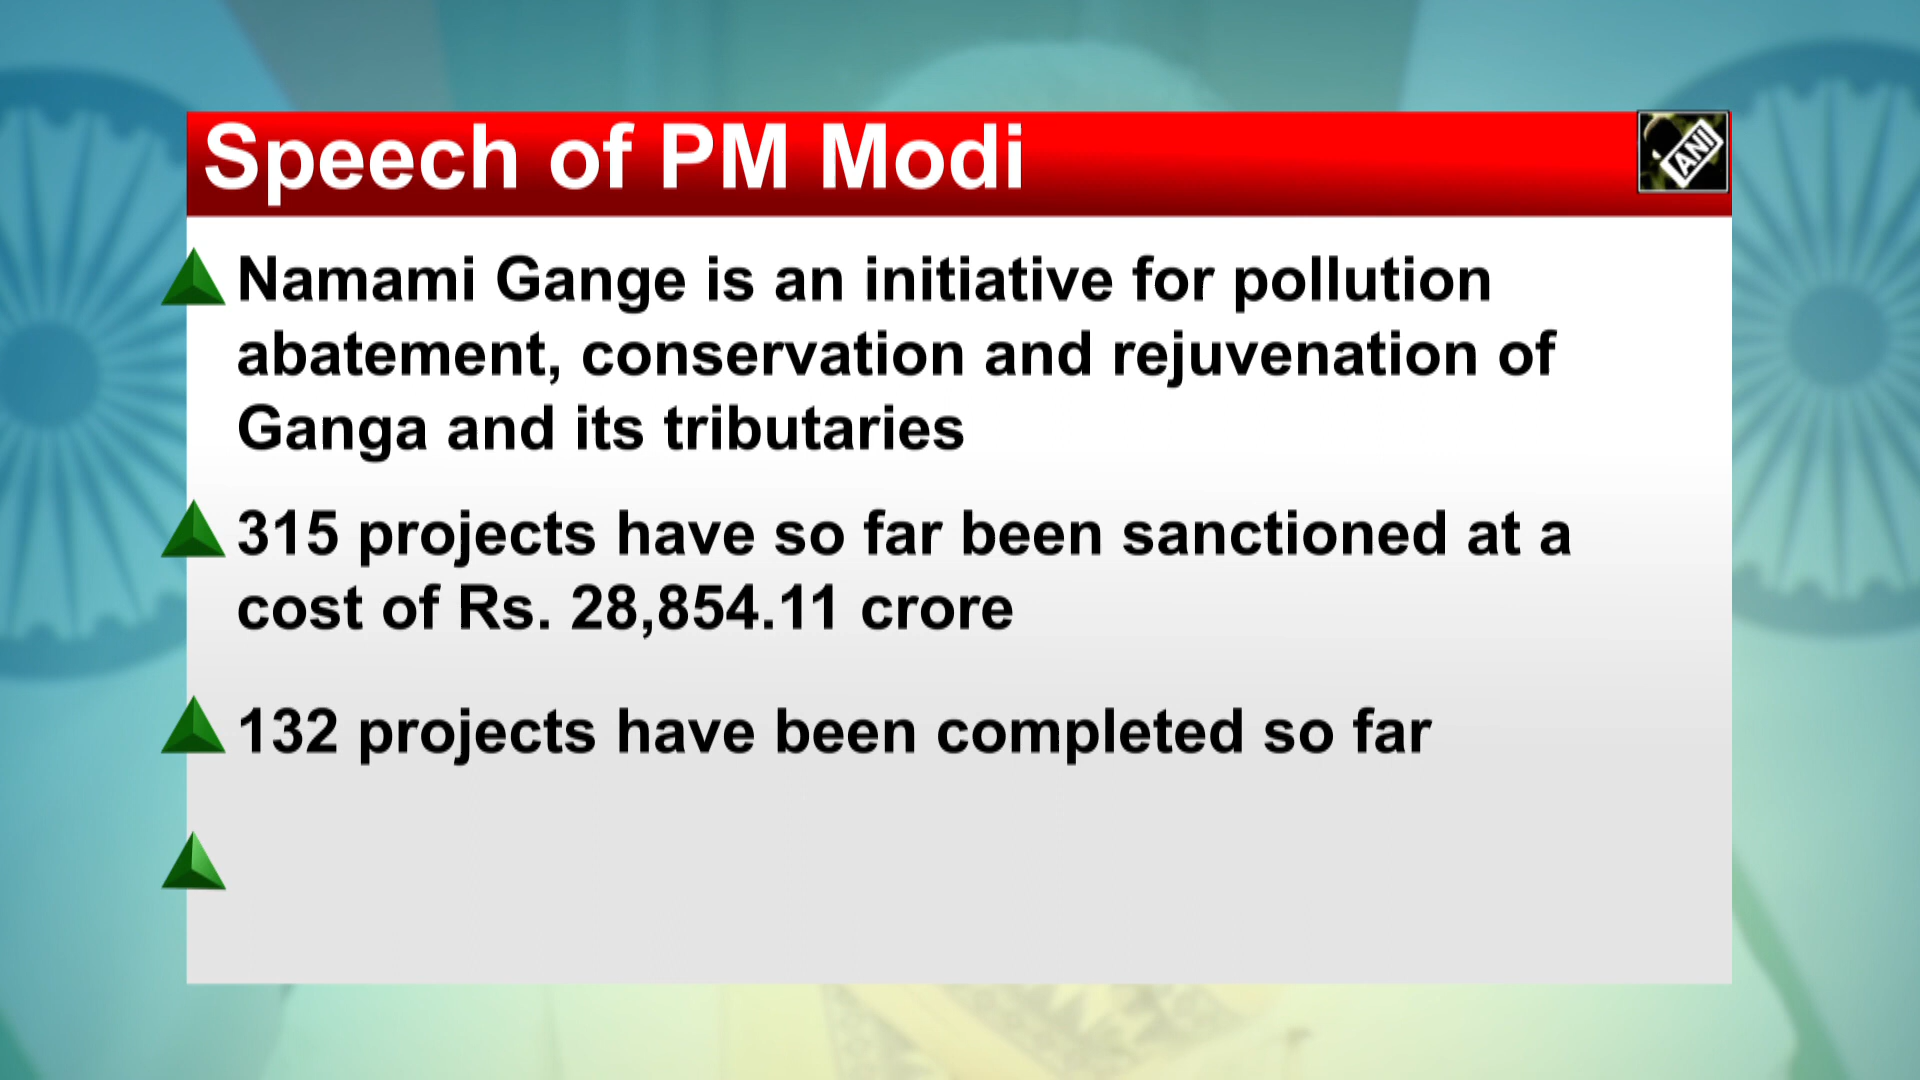 Speech of PM Modi
ANI
Namami Gange is an initiative for pollution
abatement, conservation and rejuvenation of
Ganga and its tributaries
315 projects have so far been sanctioned at a
cost of Rs. 28,854.11 crore
132 projects have been completed so far